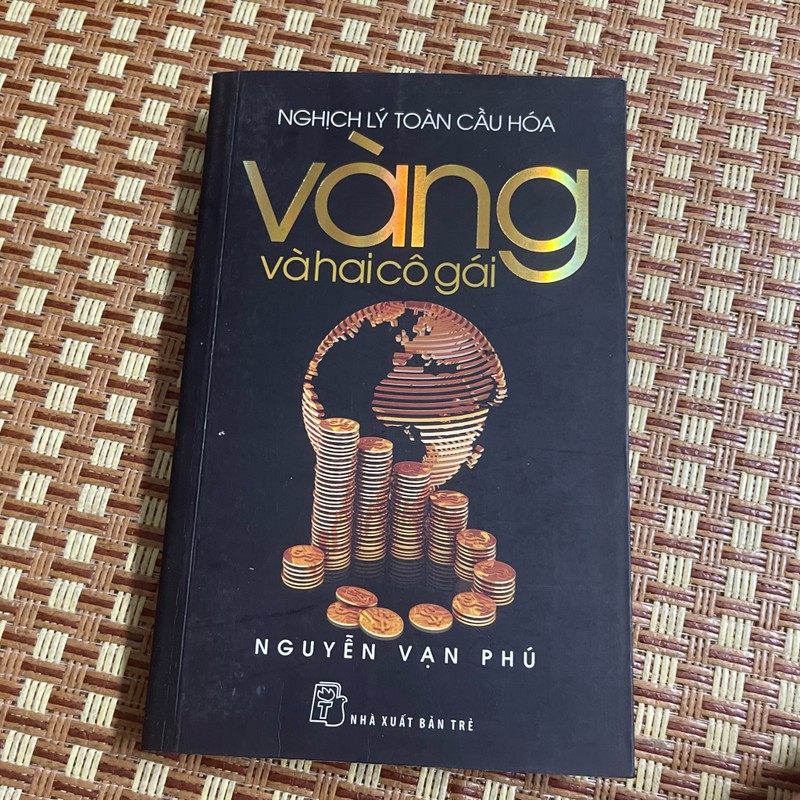 NGHỊCH LÝ TOÀN CẦU HÓA
vàng
và hai cô gái
NGUYỄN VẠN PHÚ
T
NHÀ XUẤT BẢN TRẺ